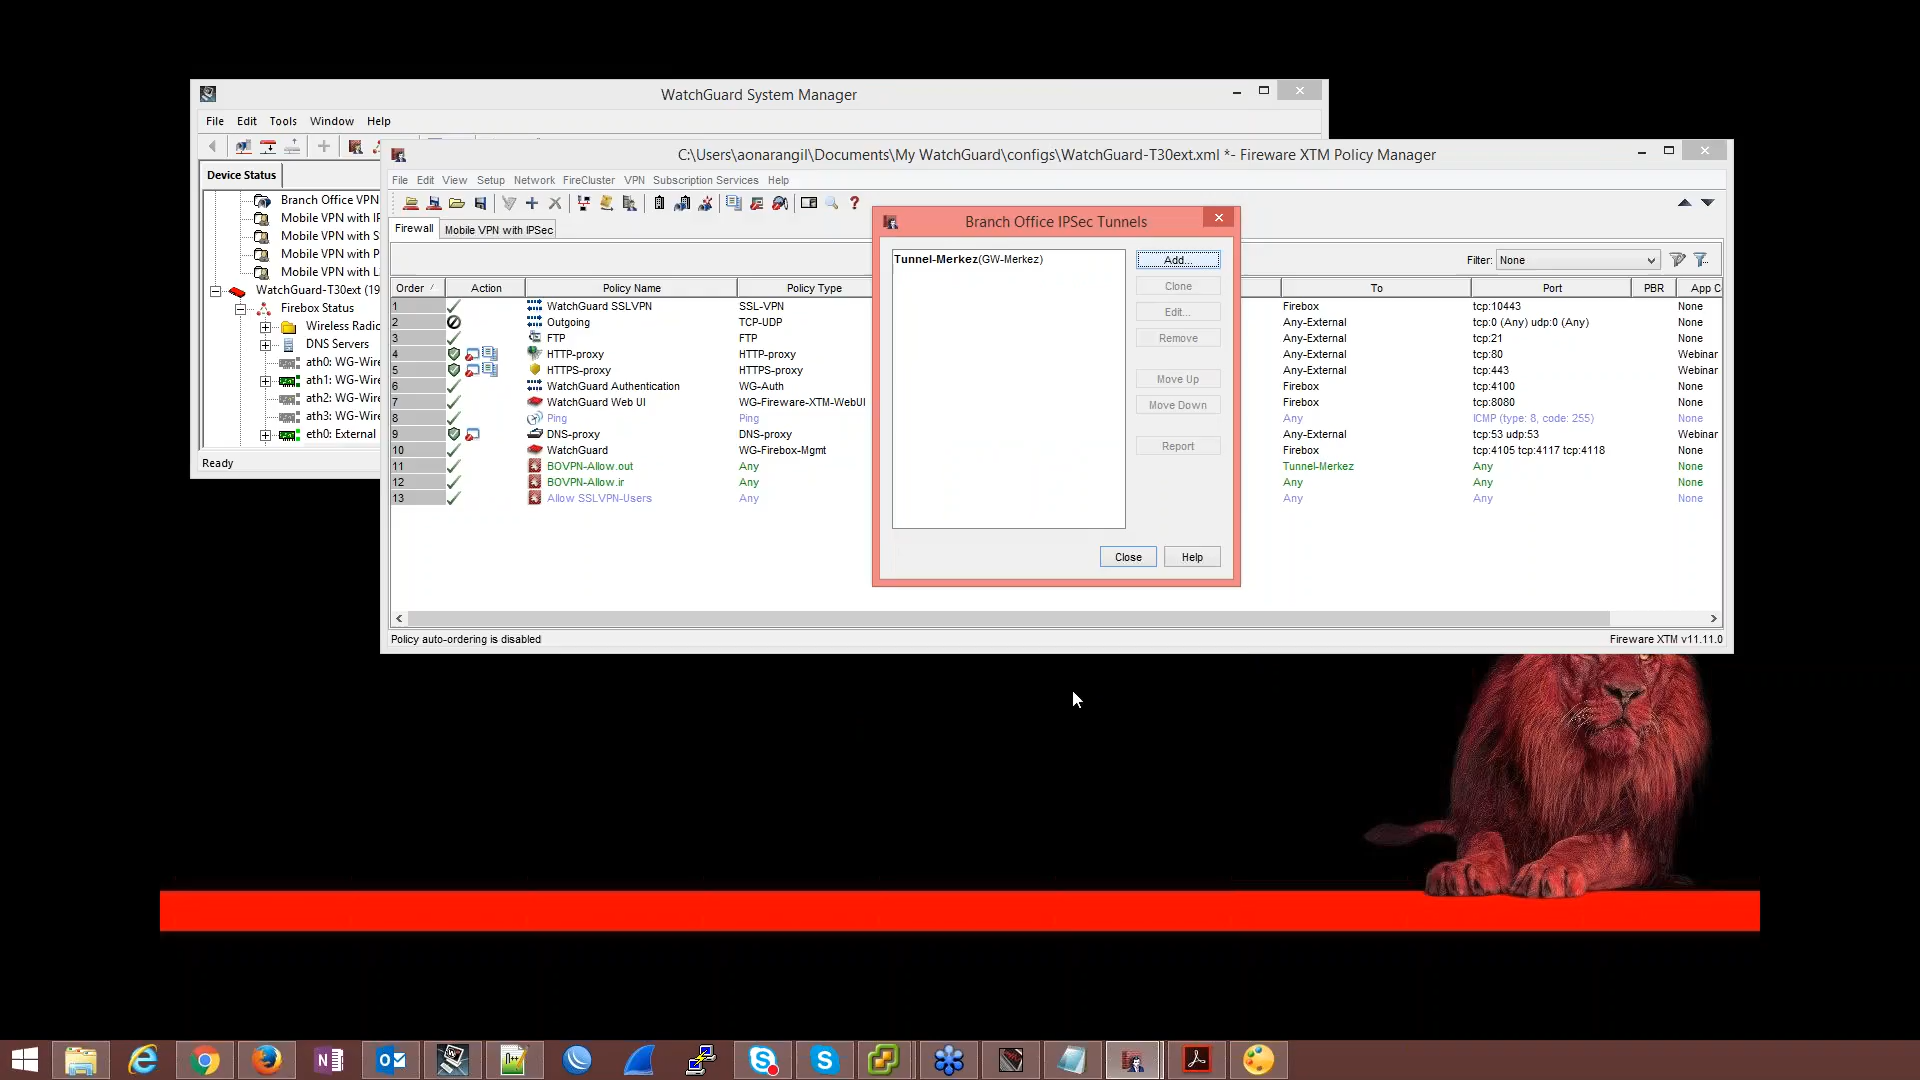 WatchGuard System Manager
File Edit Tools Window Help
Device Status
Branch Office VPN
Mobile VPN with IP
Mobile VPN with S
Mobile VPN with P
Mobile VPN with L
WatchGuard-T30ext (19
Firebox Status
Wireless Radio
DNS Servers
ath0: WG-Wire
ath1: WG-Wire
ath2: WG-Wire
ath3: WG-Wire
eth0: External
Ready
C:\Users\aonarangil\Documents\My WatchGuard\configs\WatchGuard-T30ext.xml *- Fireware XTM Policy Manager
File Edit View Setup Network FireCluster VPN Subscription Services Help
Firewall Mobile VPN with IPSec
Filter: None
Order Action Policy Name Policy Type To Port PBR App C
1 WatchGuard SSLVPN SSL-VPN Firebox tcp:10443 None
2 Outgoing TCP-UDP Any-External tcp:0 (Any) udp:0 (Any) None
3 FTP FTP Any-External tcp:21 None
4 HTTP-proxy HTTP-proxy Any-External tcp:80 Webinar
5 HTTPS-proxy HTTPS-proxy Any-External tcp:443 Webinar
6 WatchGuard Authentication WG-Auth Firebox tcp:4100 None
7 WatchGuard Web UI WG-Fireware-XTM-WebUI Firebox tcp:8080 None
8 Ping Ping Any ICMP (type: 8, code: 255) None
9 DNS-proxy DNS-proxy Any-External tcp:53 udp:53 Webinar
10 WatchGuard WG-Firebox-Mgmt Firebox tcp:4105 tcp:4117 tcp:4118 None
11 BOVPN-Allow.out Any Tunnel-Merkez Any None
12 BOVPN-Allow.in Any Any Any None
13 Allow SSLVPN-Users Any Any Any None
Policy auto-ordering is disabled
Fireware XTM v11.11.0
Branch Office IPSec Tunnels
Tunnel-Merkez(GW-Merkez)
Add...
Clone
Edit...
Remove
Move Up
Move Down
Report
Close Help